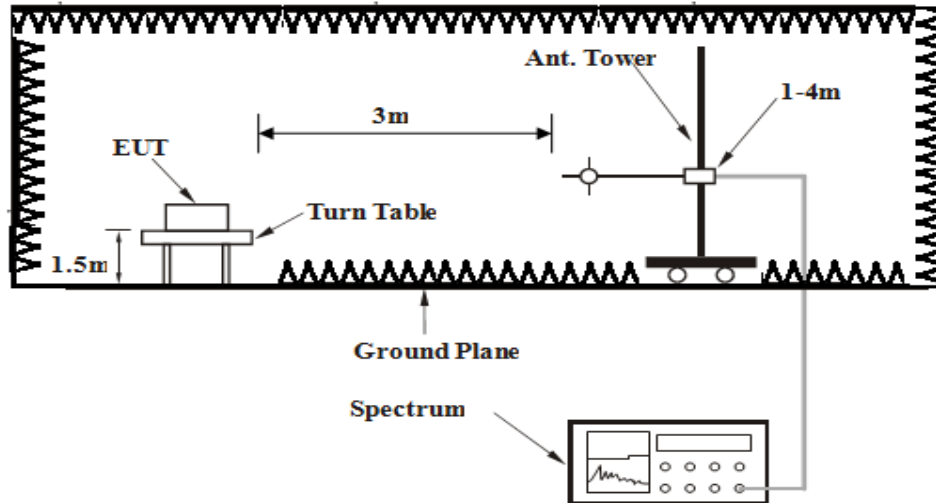 Ant. Tower
1-4m
3m
EUT
Turn Table
1.5m
Ground Plane
Spectrum